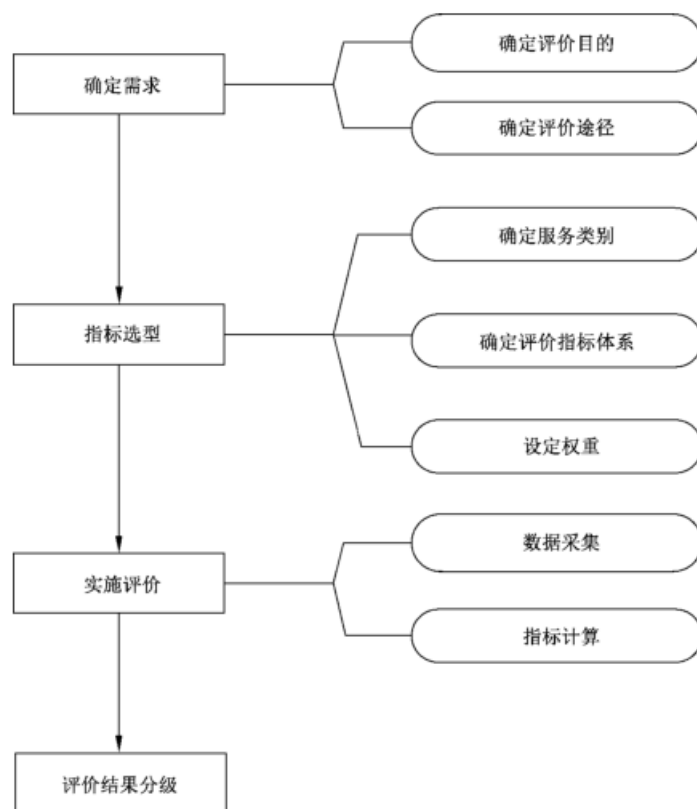 确定需求
确定评价目的
确定评价途径
指标选型
确定服务类别
确定评价指标体系
设定权重
实施评价
数据采集
指标计算
评价结果分级